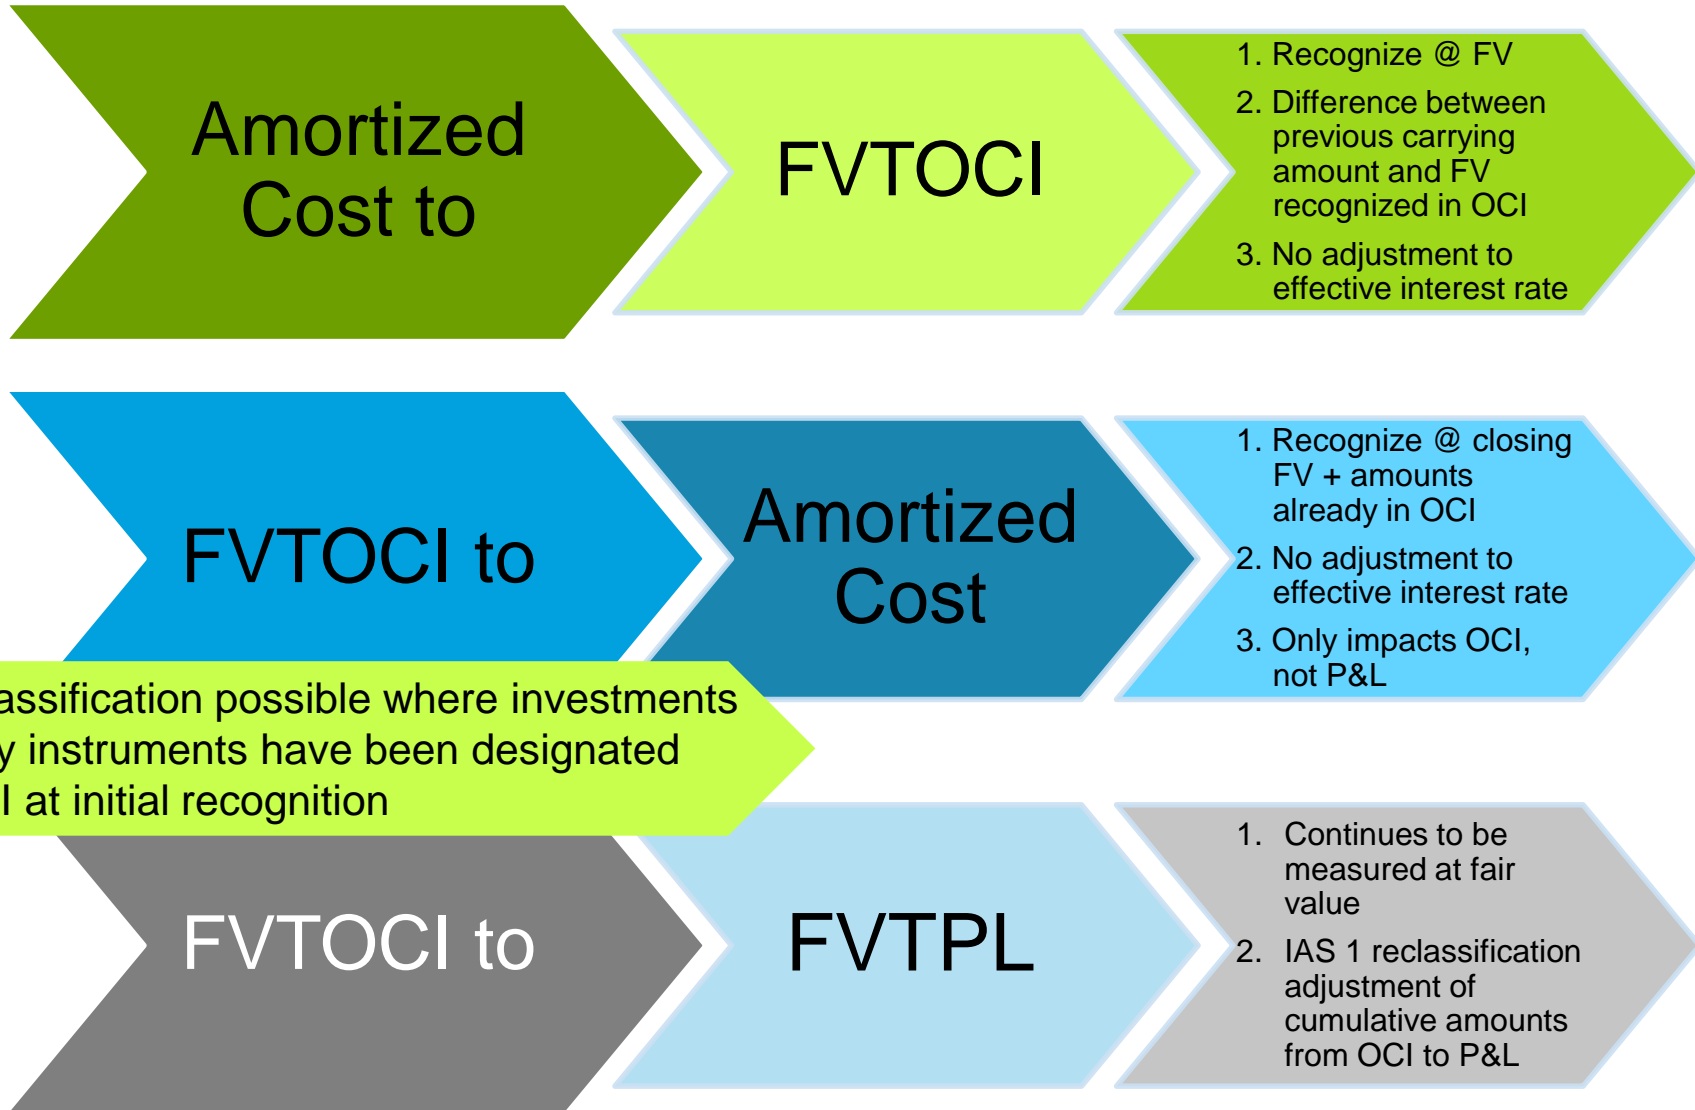 Amortized
Cost to
FVTOCI
1. Recognize @ FV
2. Difference between
previous carrying
amount and FV
recognized in OCI
3. No adjustment to
effective interest rate
FVTOCI to
Amortized
Cost
1. Recognize @ closing
FV + amounts
already in OCI
2. No adjustment to
effective interest rate
3. Only impacts OCI,
not P&L
assification possible where investments
y instruments have been designated
I at initial recognition
FVTOCI to
FVTPL
1. Continues to be
measured at fair
value
2. IAS 1 reclassification
adjustment of
cumulative amounts
from OCI to P&L